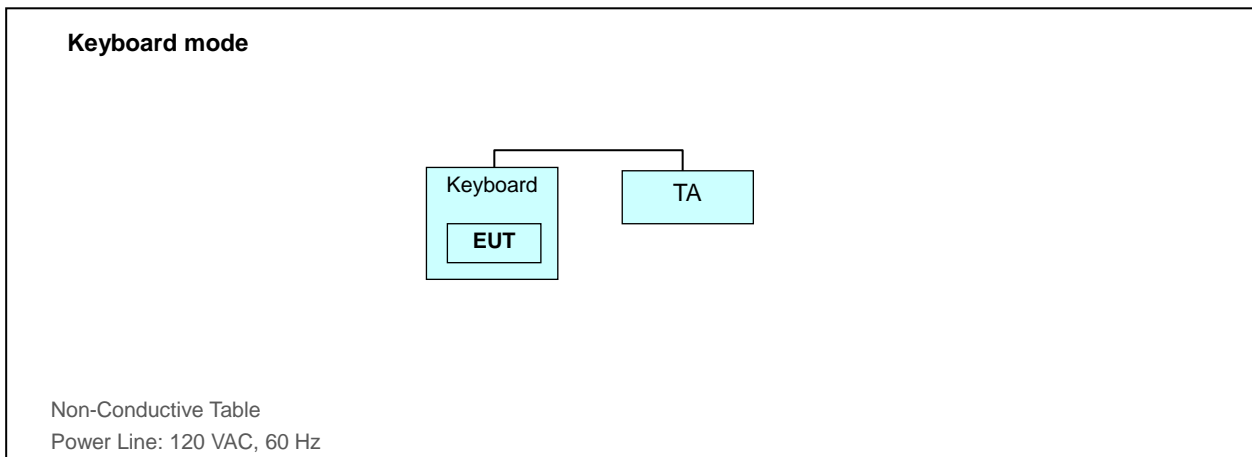 Keyboard mode
Keyboard
TA
EUT
Non-Conductive Table
Power Line: 120 VAC, 60 Hz